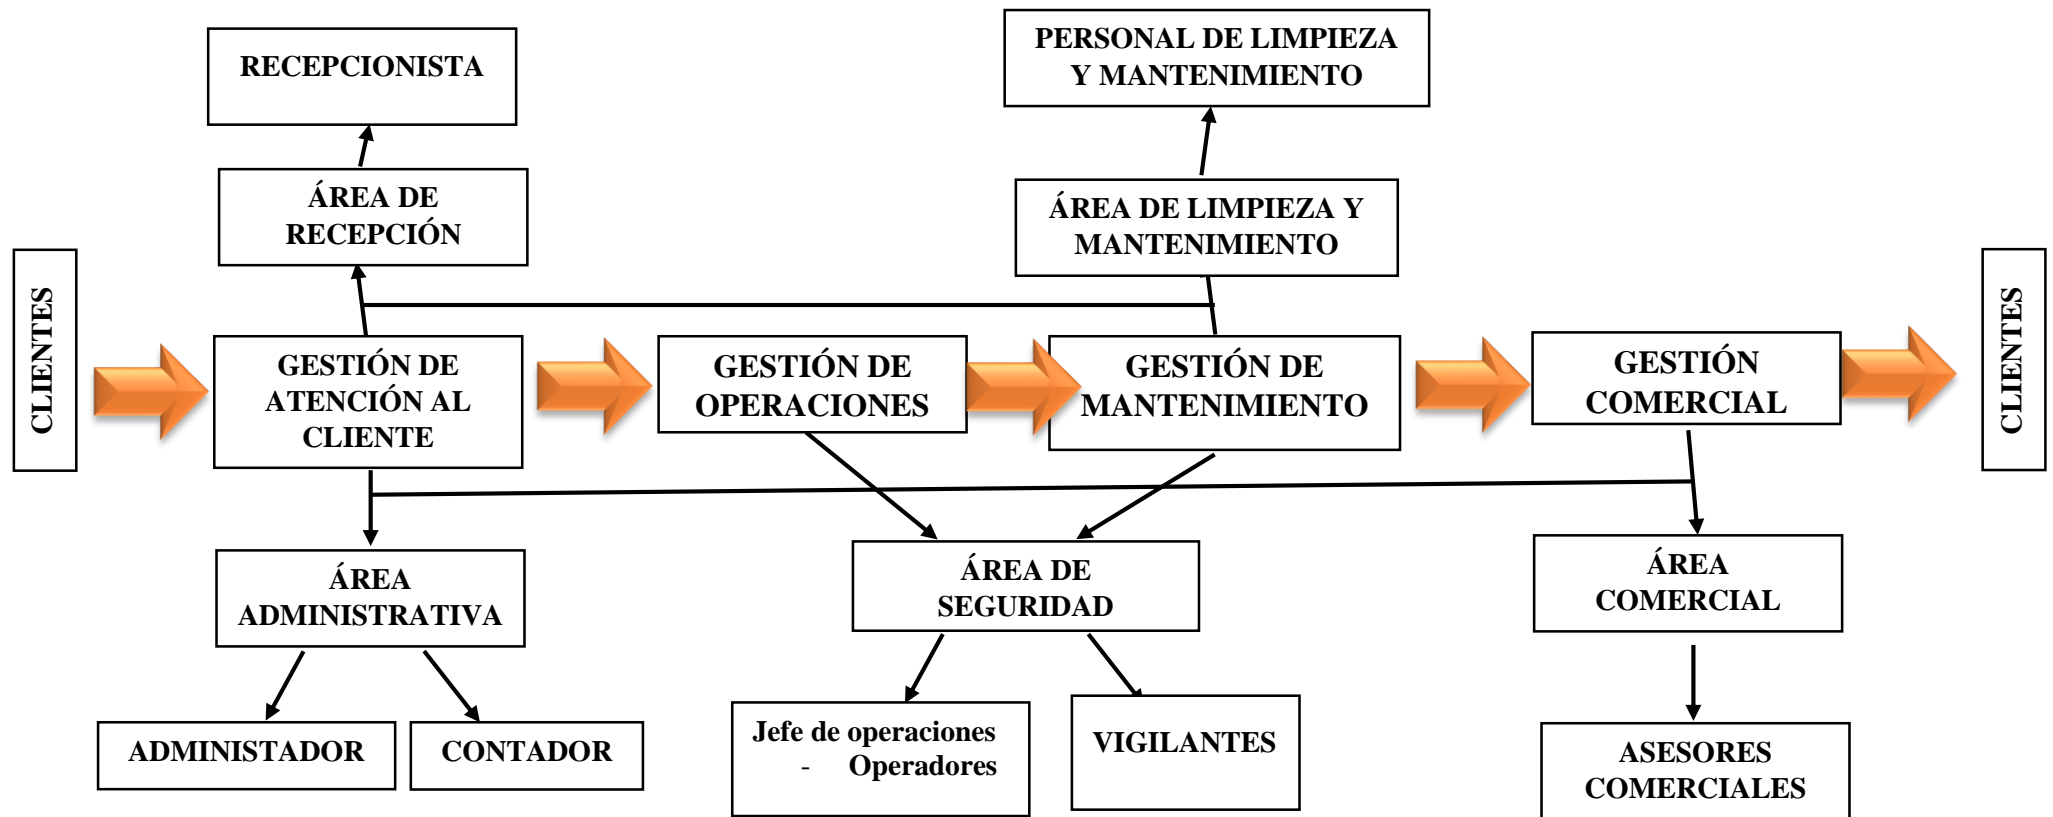 RECEPCIONISTA
PERSONAL DE LIMPIEZA
Y MANTENIMIENTO
ÁREA DE
RECEPCIÓN
ÁREA DE LIMPIEZA Y
MANTENIMIENTO
CLIENTES
GESTIÓN DE
ATENCIÓN AL
CLIENTE
GESTIÓN DE
OPERACIONES
GESTIÓN DE
MANTENIMIENTO
GESTIÓN
COMERCIAL
CLIENTES
ÁREA
ADMINISTRATIVA
ÁREA DE
SEGURIDAD
ÁREA
COMERCIAL
ADMINISTADOR
CONTADOR
Jefe de operaciones
- Operadores
VIGILANTES
ASESORES
COMERCIALES